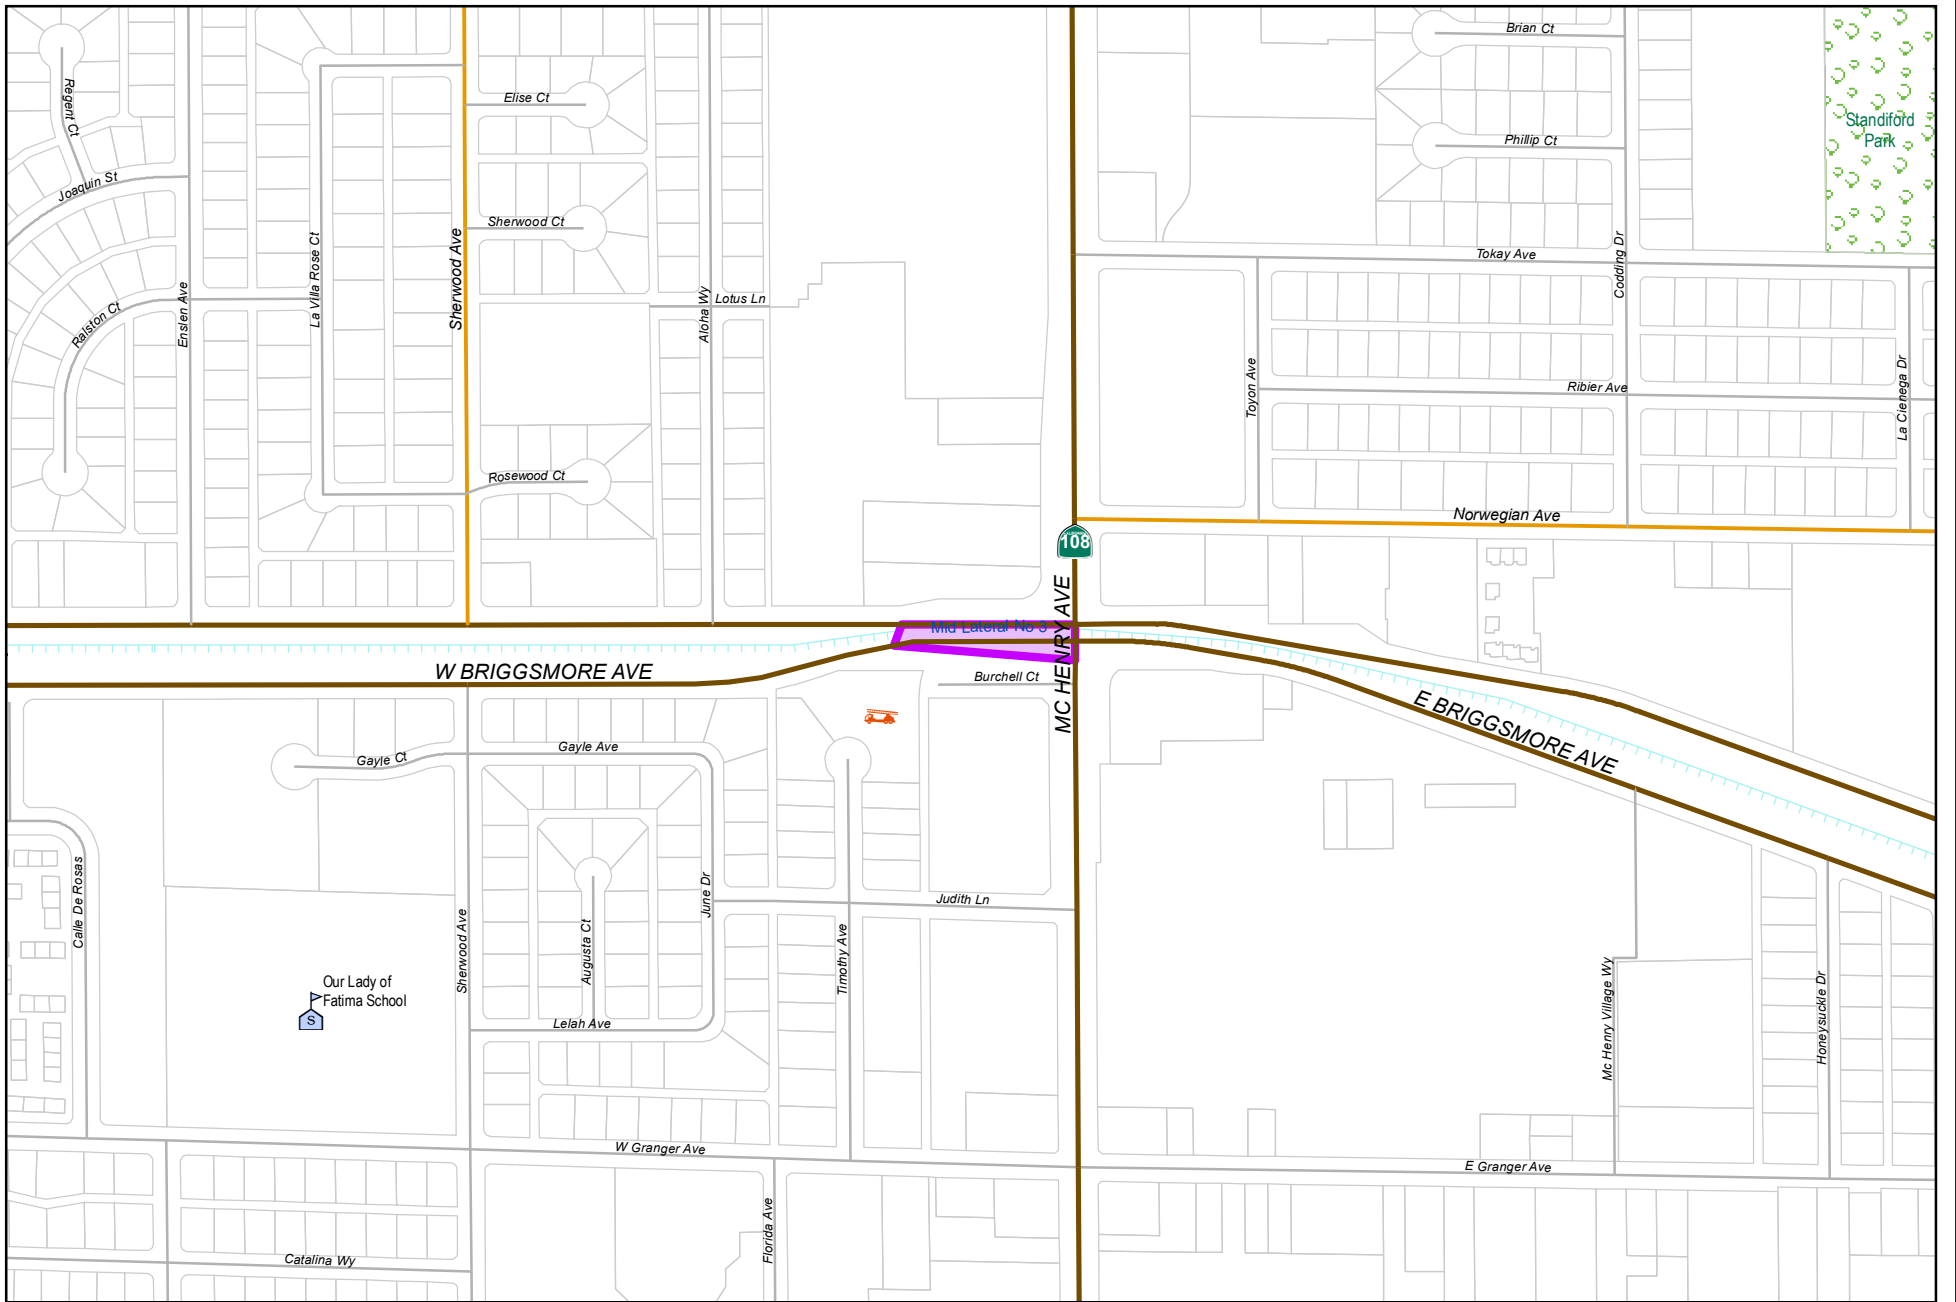 Brian Ct
Regent Ct
Elise Ct
Standiford
Park
Phillip Ct
Joaquin St
Sherwood Ct
La Villa Rose Ct
Sherwood Ave
Tokay Ave
Codding Dr
Enslen Ave
Ralston Ct
Aloha Wy
Lotus Ln
Toyon Ave
Ribier Ave
La Cienega Dr
Rosewood Ct
Norwegian Ave
108
MC HENRY AVE
Mid Lateral No 3
W BRIGGSMORE AVE
Burchell Ct
E BRIGGSMORE AVE
Gayle Ct
Gayle Ave
Calle De Rosas
June Dr
Judith Ln
Sherwood Ave
Augusta Ct
Timothy Ave
Our Lady of
Fatima School
S
Mc Henry Village Wy
Honeysuckle Dr
Lelah Ave
W Granger Ave
E Granger Ave
Florida Ave
Catalina Wy